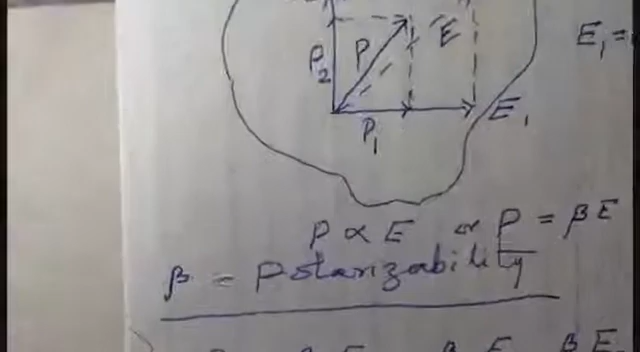 P
E
E₁ =
P₂
E₁
P₁
P ∝ E or P = βE
β = Polarizability